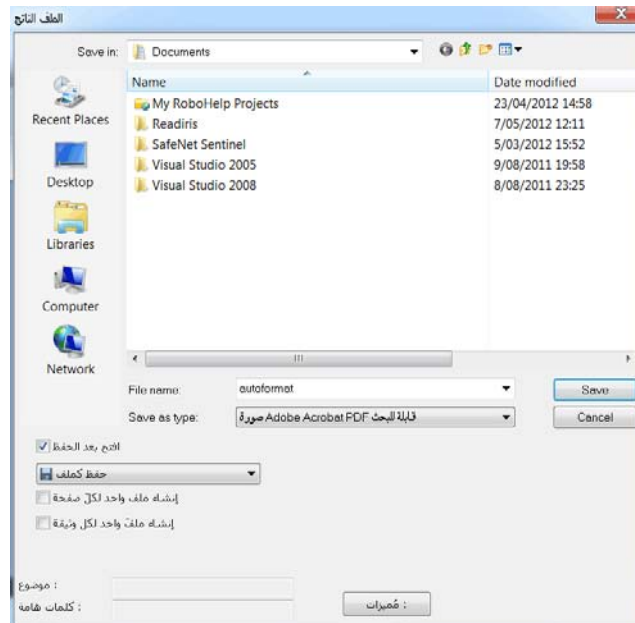 الملف الناتج
Save in: Documents
Name Date modified
My RoboHelp Projects 23/04/2012 14:58
Readiris 7/05/2012 12:11
SafeNet Sentinel 5/03/2012 15:52
Visual Studio 2005 9/08/2011 19:58
Visual Studio 2008 8/08/2011 23:25
Recent Places
Desktop
Libraries
Computer
Network
File name: autoformat Save
Save as type: صورة Adobe Acrobat PDF قابلة للبحث Cancel
افتح بعد الحفظ
حفظ كملف
إنشاء ملف واحد لكل صفحة
إنشاء ملف واحد لكل وثيقة
موضوع :
كلمات هامة :
مُميزات :